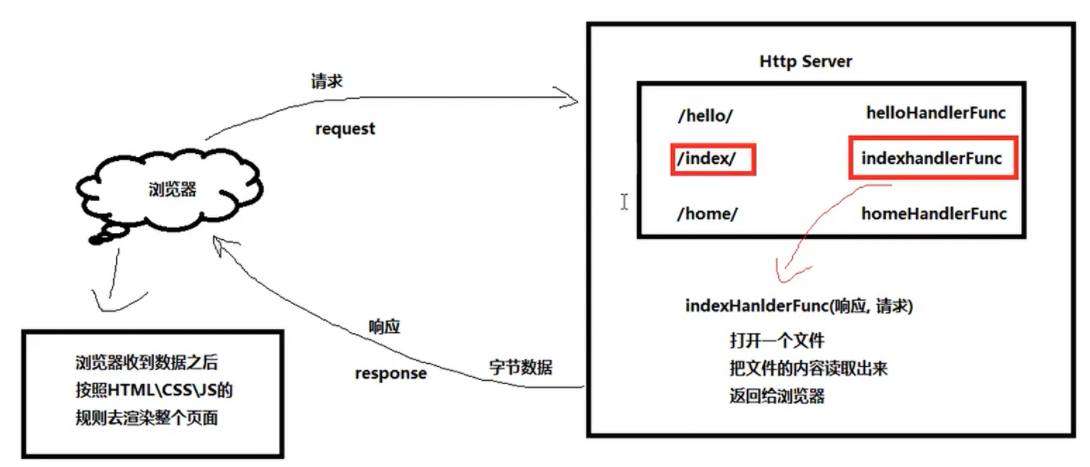 请求
request
浏览器
浏览器收到数据之后
按照HTML\CSS\JS的
规则去渲染整个页面
响应
response
字节数据
Http Server
/hello/ helloHandlerFunc
/index/ indexhandlerFunc
/home/ homeHandlerFunc
indexHanlderFunc(响应, 请求)
打开一个文件
把文件的内容读取出来
返回给浏览器